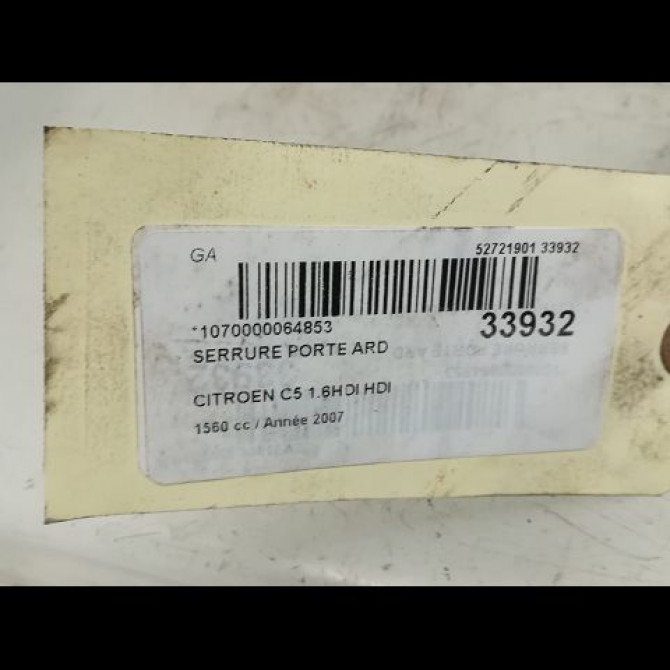 GA
52721901 33932
*1070000064853
33932
SERRURE PORTE ARD
CITROEN C5 1.6HDI HDI
1560 cc / Année 2007